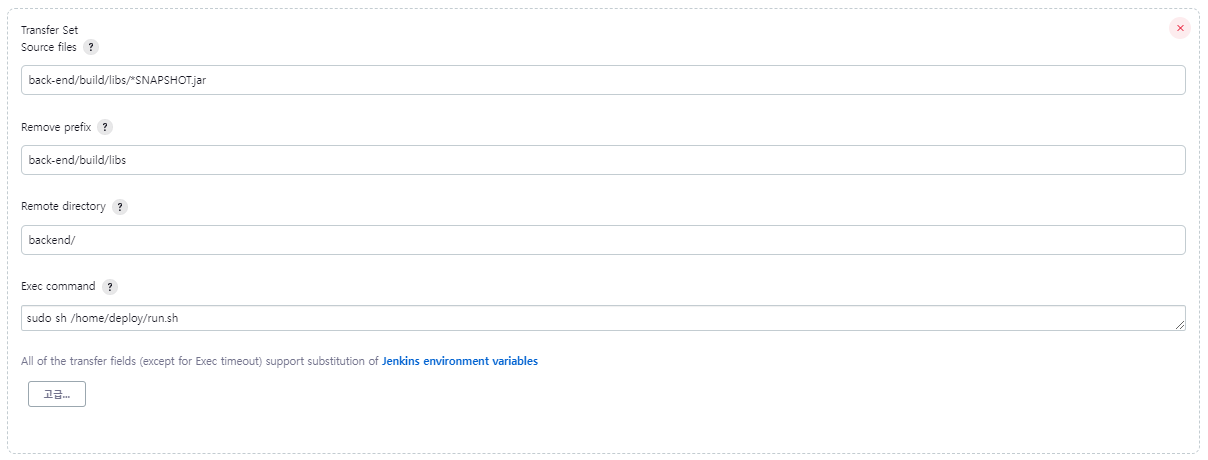 Transfer Set
Source files ?
back-end/build/libs/*SNAPSHOT.jar
Remove prefix ?
back-end/build/libs
Remote directory ?
backend/
Exec command ?
sudo sh /home/deploy/run.sh
All of the transfer fields (except for Exec timeout) support substitution of Jenkins environment variables
고급...